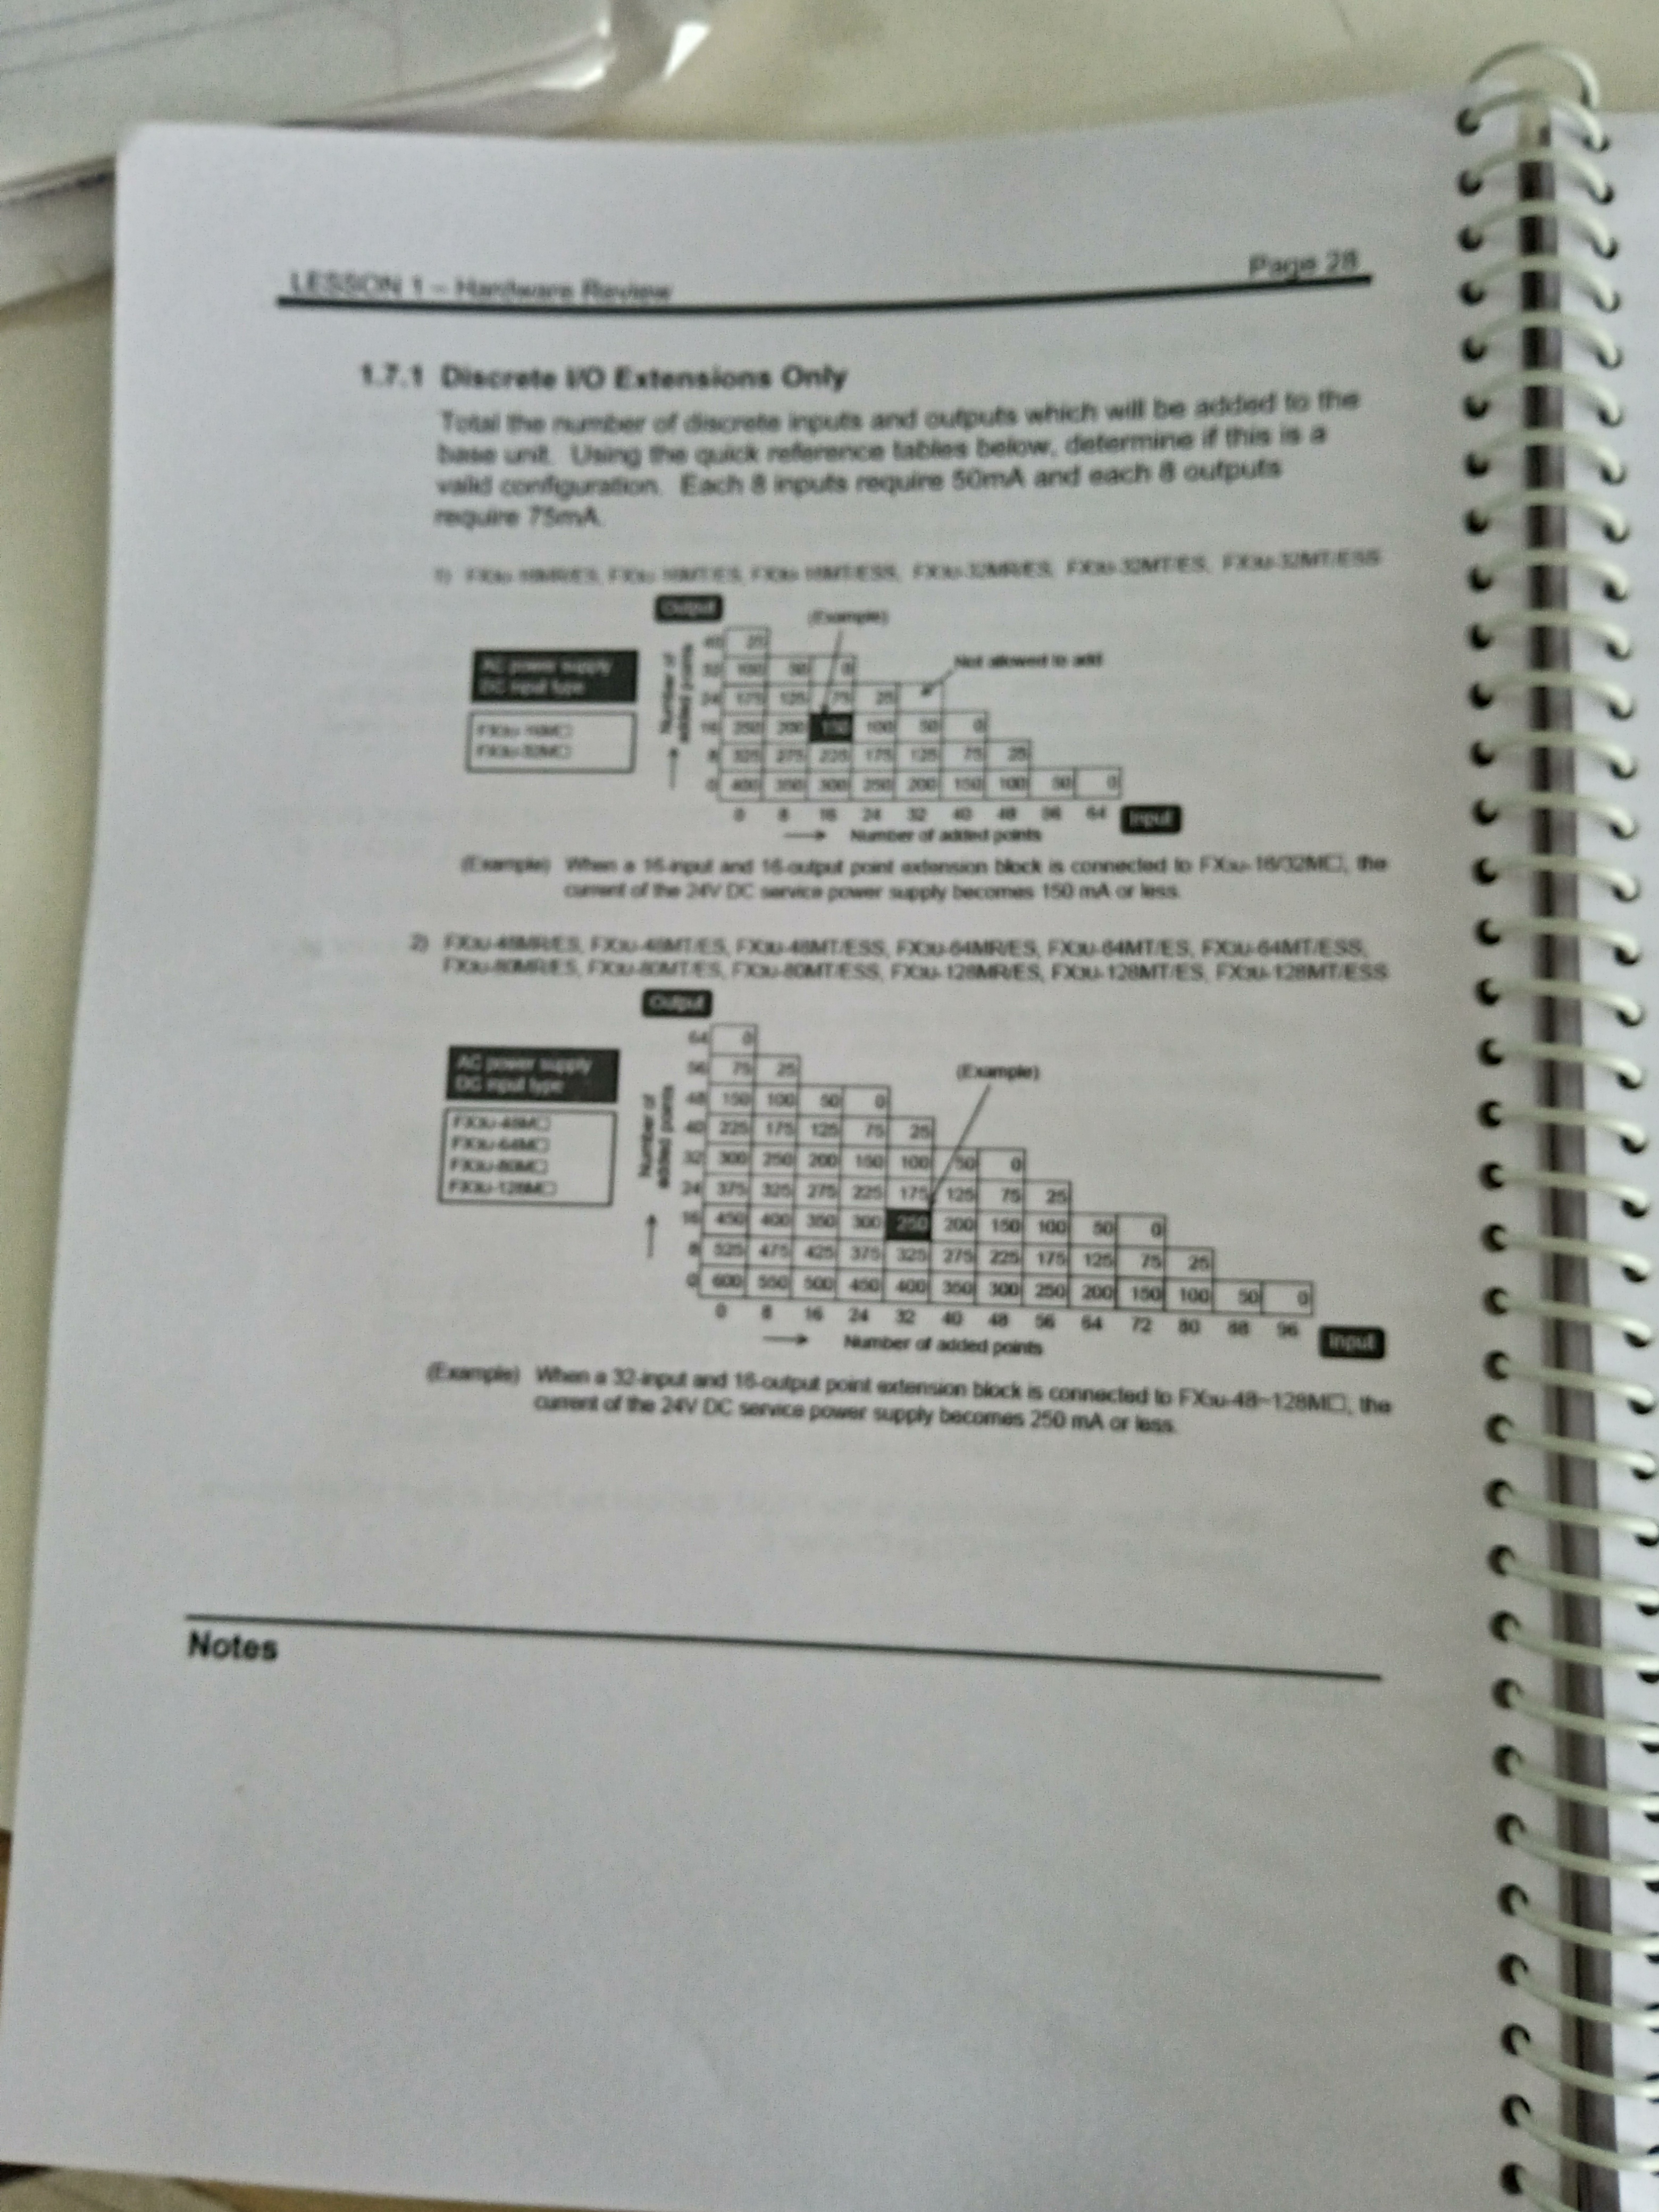 LESSON 1 – Hardware Review
Page 28
1.7.1 Discrete I/O Extensions Only
Total the number of discrete inputs and outputs which will be added to the
base unit. Using the quick reference tables below, determine if this is a
valid configuration. Each 8 inputs require 50mA and each 8 outputs
require 75mA.
1) FX3U-16MR/ES, FX3U-16MT/ES, FX3U-16MT/ESS, FX3U-32MR/ES, FX3U-32MT/ES, FX3U-32MT/ESS
Output
(Example)
AC power supply
DC input type
FX3U-16M□
FX3U-32M□
Number of
added points
Not allowed to add
40 25
32 100 50 0
24 175 125 75 25
16 250 200 150 100 50 0
8 325 275 225 175 125 75 25
0 400 350 300 250 200 150 100 50 0
0 8 16 24 32 40 48 56 64 Input
→ Number of added points
(Example) When a 16-input and 16-output point extension block is connected to FX3U-16/32M□, the
current of the 24V DC service power supply becomes 150 mA or less.
2) FX3U-48MR/ES, FX3U-48MT/ES, FX3U-48MT/ESS, FX3U-64MR/ES, FX3U-64MT/ES, FX3U-64MT/ESS,
FX3U-80MR/ES, FX3U-80MT/ES, FX3U-80MT/ESS, FX3U-128MR/ES, FX3U-128MT/ES, FX3U-128MT/ESS
Output
AC power supply
DC input type
FX3U-48M□
FX3U-64M□
FX3U-80M□
FX3U-128M□
Number of
added points
(Example)
64 0
56 75 25
48 150 100 50 0
40 225 175 125 75 25
32 300 250 200 150 100 50 0
24 375 325 275 225 175 125 75 25
16 450 400 350 300 250 200 150 100 50 0
8 525 475 425 375 325 275 225 175 125 75 25
0 600 550 500 450 400 350 300 250 200 150 100 50 0
0 8 16 24 32 40 48 56 64 72 80 88 96 Input
→ Number of added points
(Example) When a 32-input and 16-output point extension block is connected to FX3U-48~128M□, the
current of the 24V DC service power supply becomes 250 mA or less.
Notes